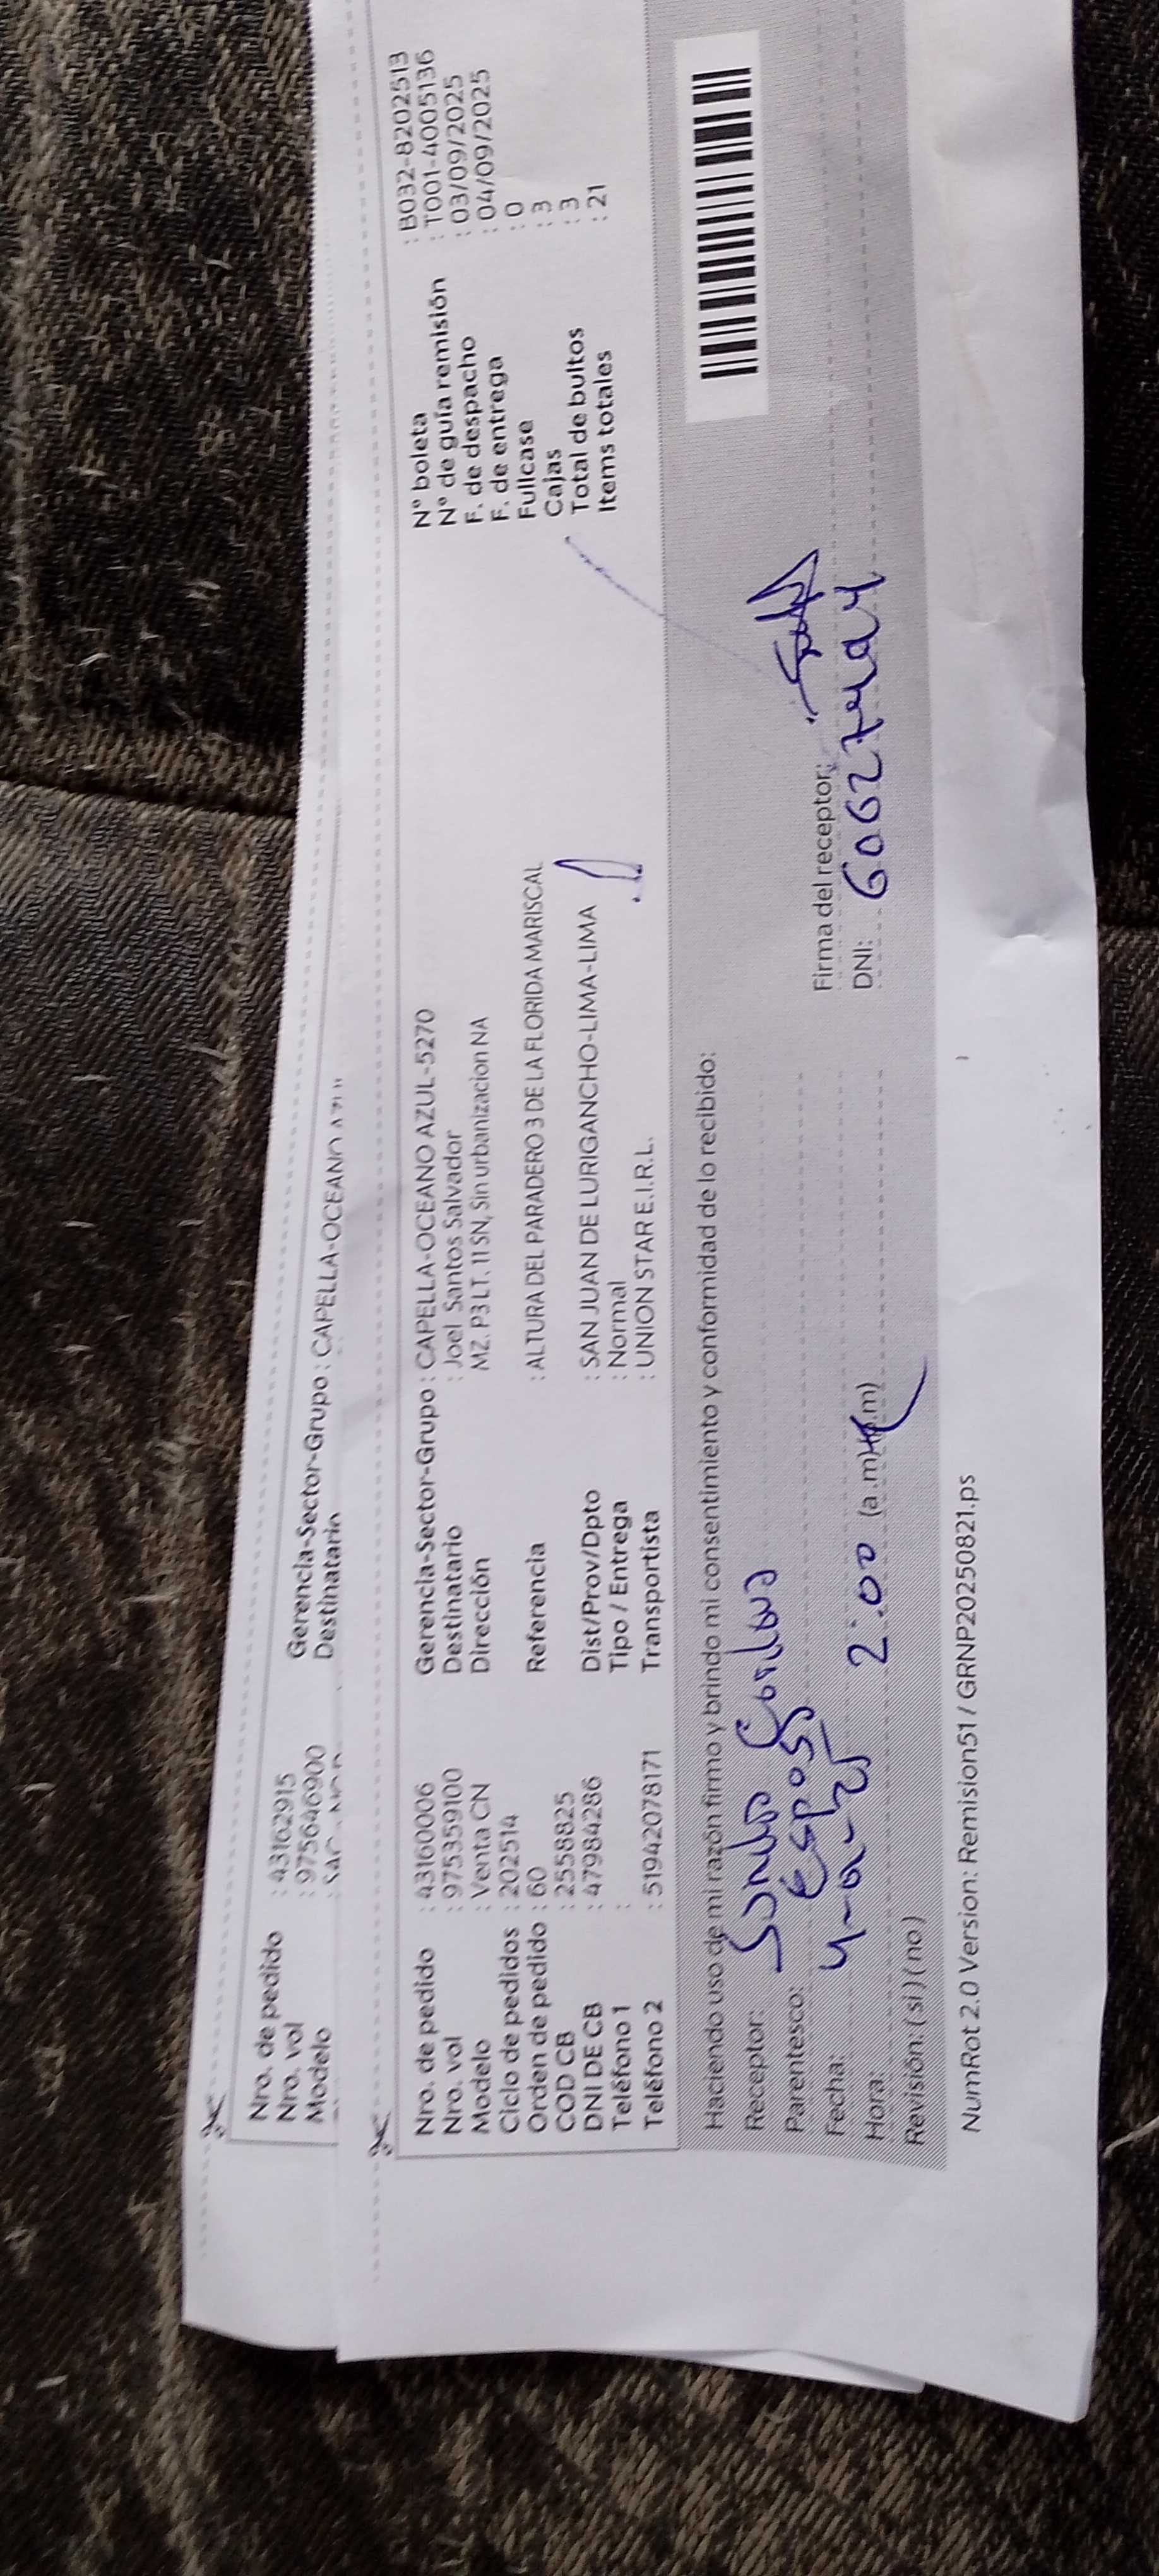 Nro. de pedido : 43162915
Nro. vol : 975646900
Modelo
Gerencia-Sector-Grupo : CAPELLA-OCEANO AZUL
Destinatario
Nro. de pedido : 43160006
Nro. vol : 975359100
Modelo : Venta CN
Ciclo de pedidos : 202514
Orden de pedido : 60
COD CB : 2558825
DNI DE CB : 47984286
Teléfono 1 :
Teléfono 2 : 51942078171
Gerencia-Sector-Grupo : CAPELLA-OCEANO AZUL-5270
Destinatario : Joel Santos Salvador
Dirección MZ. P3 LT. 11 SN, Sin urbanizacion NA
Referencia : ALTURA DEL PARADERO 3 DE LA FLORIDA MARISCAL
Dist/Prov/Dpto : SAN JUAN DE LURIGANCHO-LIMA-LIMA
Tipo / Entrega : Normal
Transportista : UNION STAR E.I.R.L.
N° boleta : B032-8202513
N° de guía remisión : T001-4005136
F. de despacho : 03/09/2025
F. de entrega : 04/09/2025
Fullcase : 0
Cajas : 3
Total de bultos : 3
Items totales : 21
Haciendo uso de mi razón firmo y brindo mi consentimiento y conformidad de lo recibido:
Receptor:
Parentesco: Esposo
Fecha: 4-9-25
Hora: 2:00 (a.m) (p.m)
Revisión: (si) (no)
Firma del receptor:
DNI:
NumRot 2.0 Version: Remision51 / GRNP20250821.ps